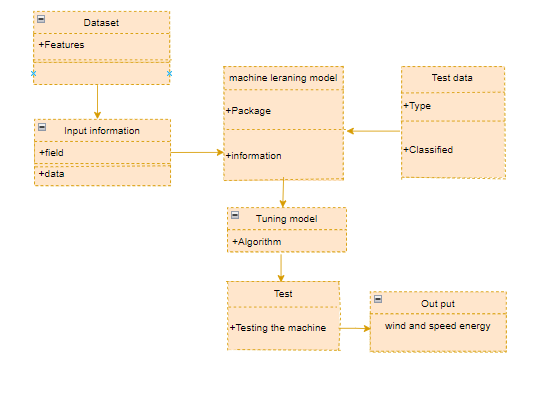 Dataset
+Features
Input information
+field
+data
machine leraning model
+Package
+information
Test data
+Type
+Classified
Tuning model
+Algorithm
Test
+Testing the machine
Out put
wind and speed energy